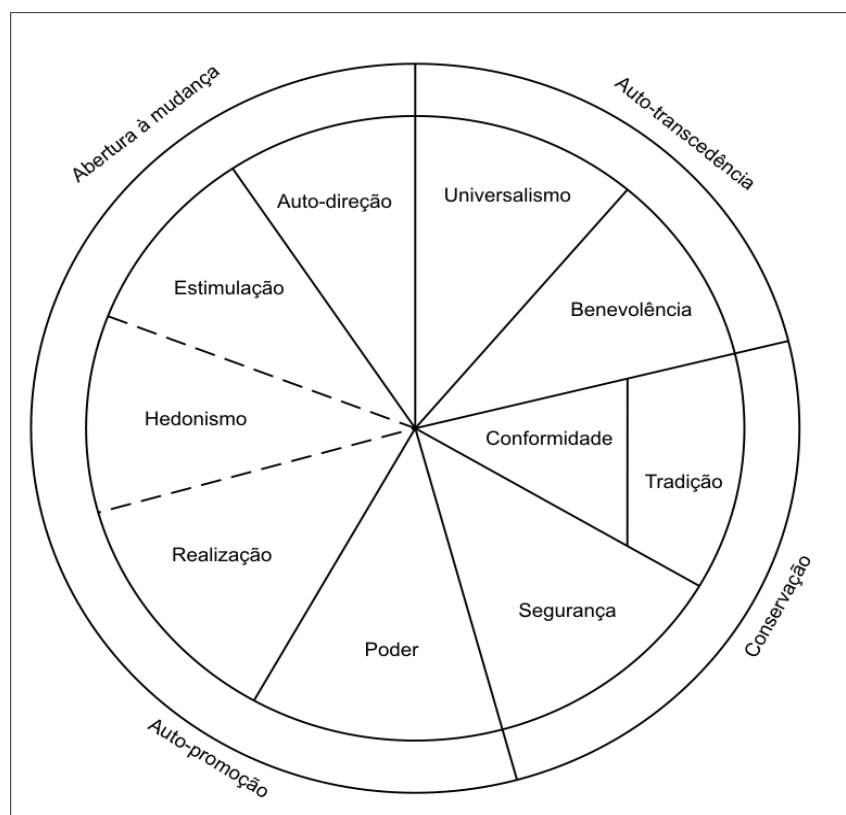 Abertura à mudança
Auto-transcedência
Auto-direção
Universalismo
Estimulação
Benevolência
Hedonismo
Conformidade
Tradição
Realização
Segurança
Poder
Conservação
Auto-promoção